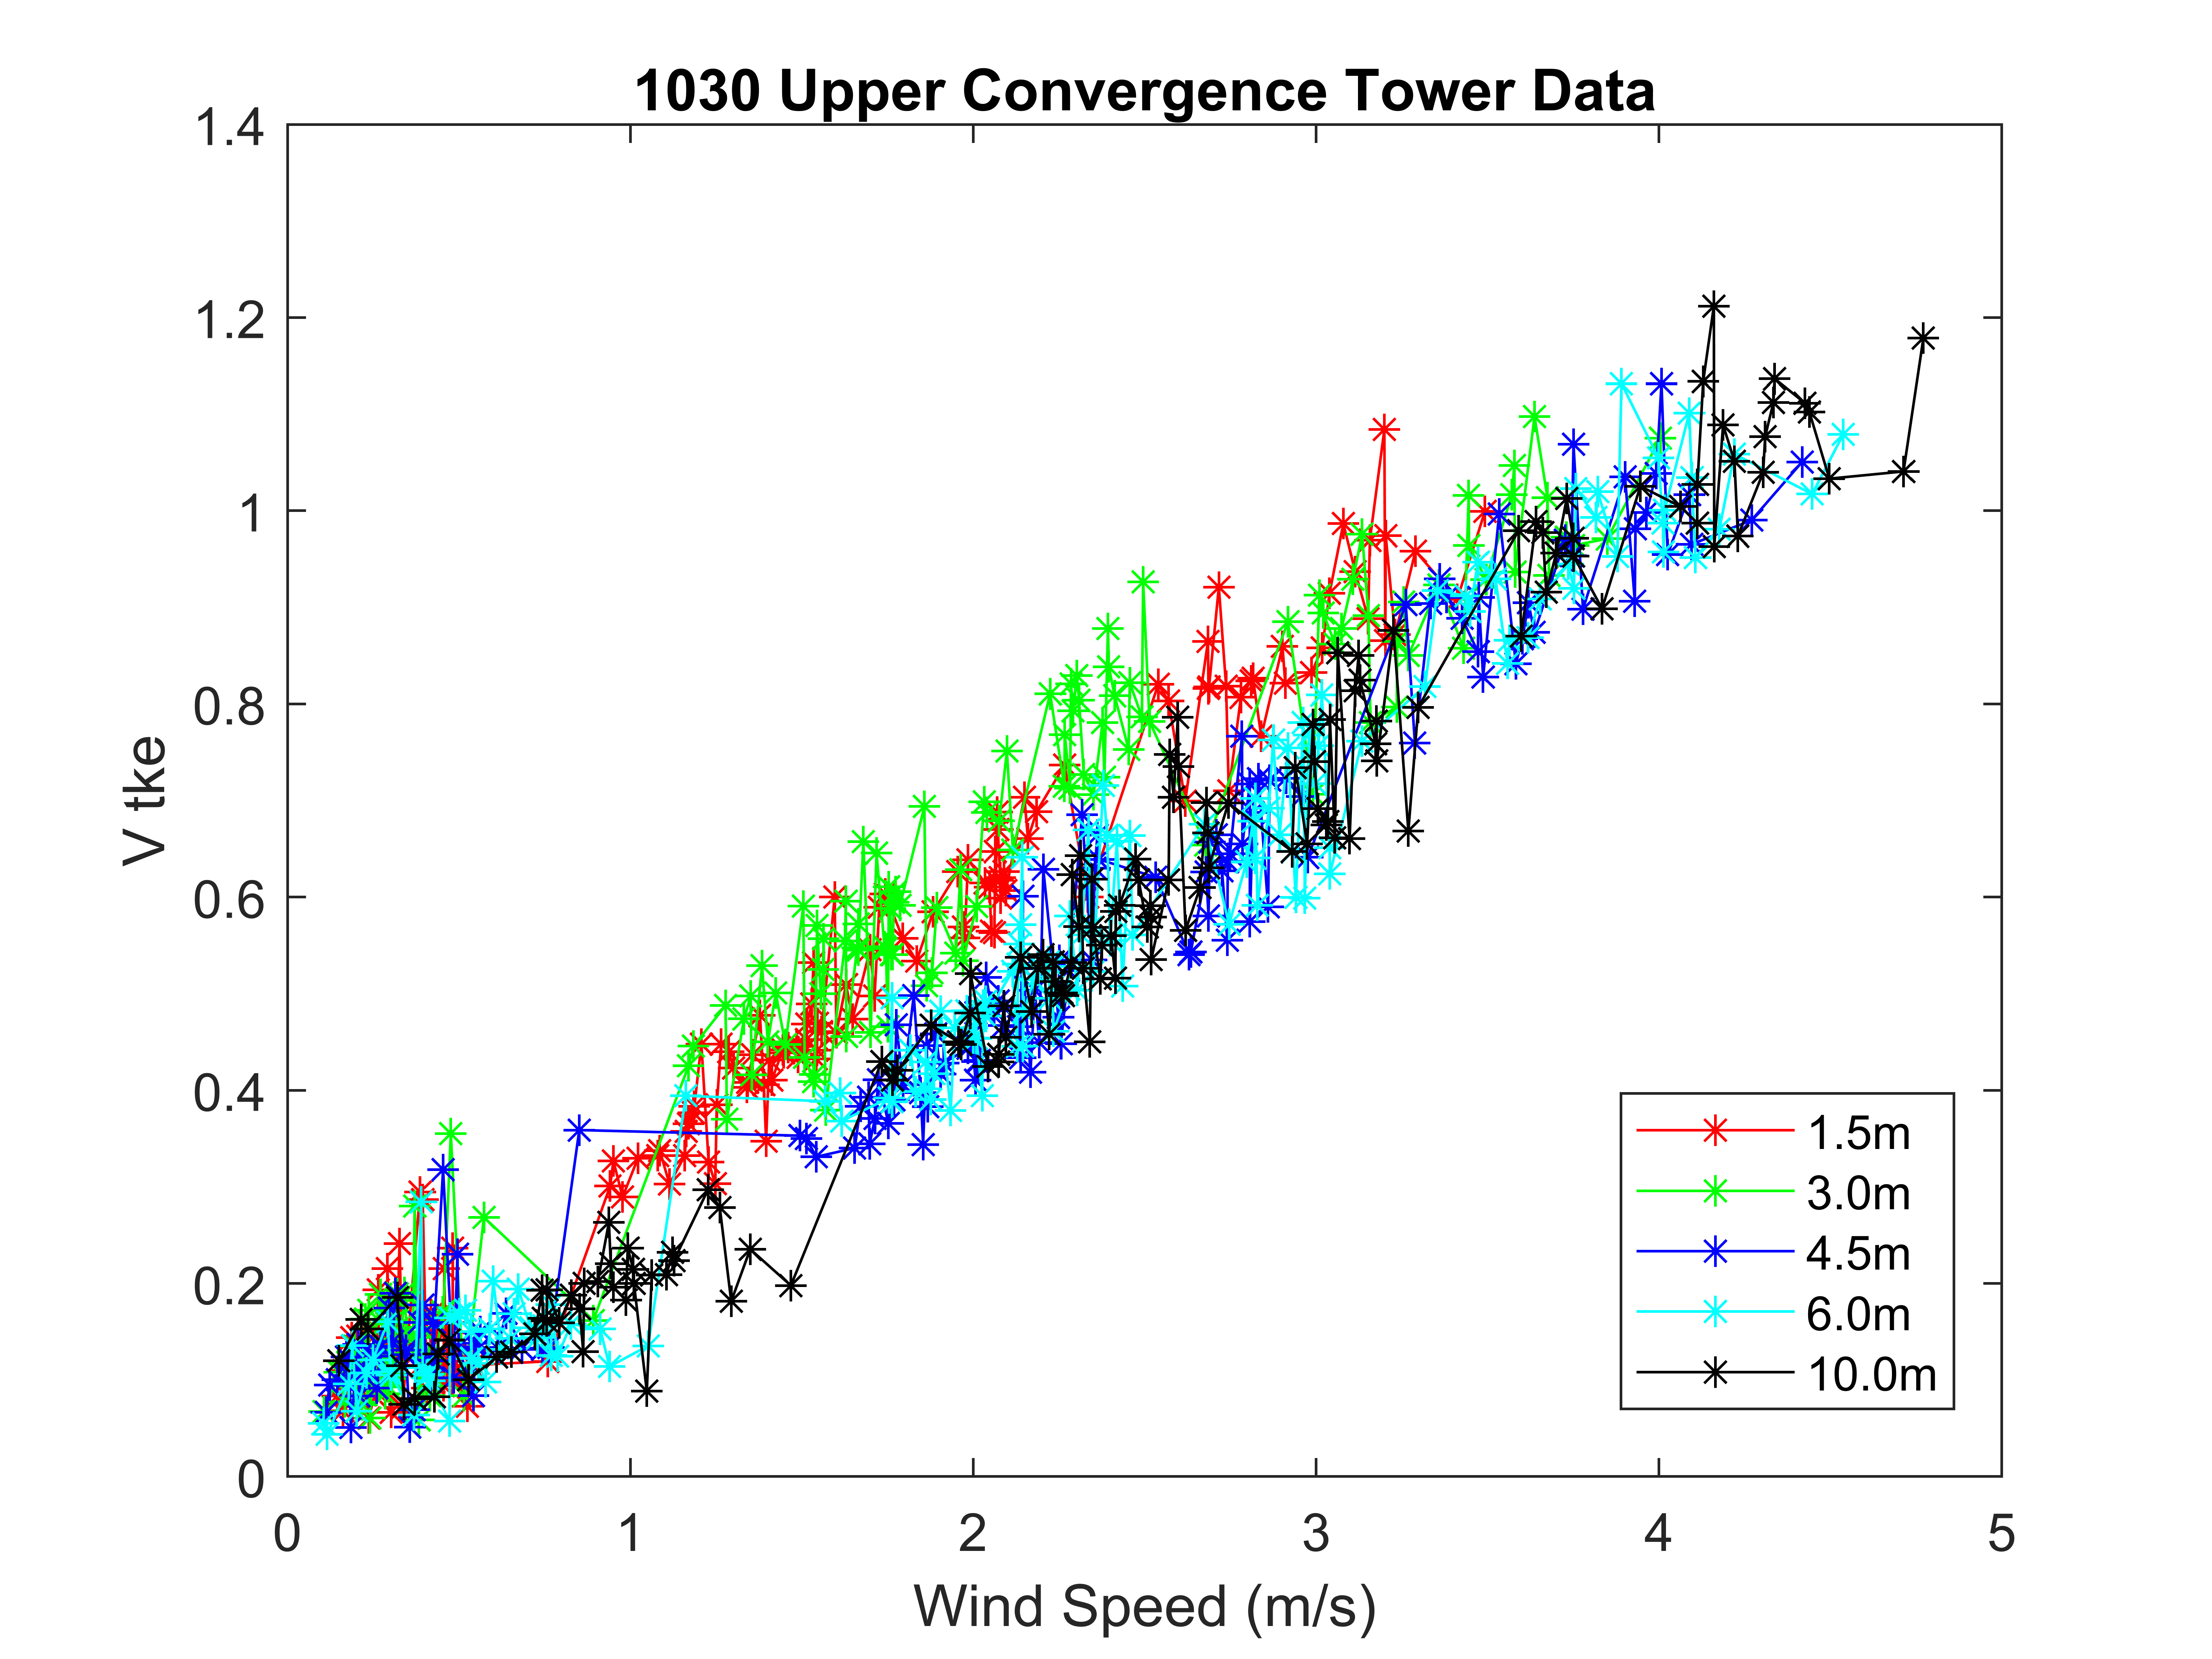 1030 Upper Convergence Tower Data
1.4
1.2
1
0.8
0.6
0.4
0.2
0
V tke
1.5m
3.0m
4.5m
6.0m
10.0m
0 1 2 3 4 5
Wind Speed (m/s)